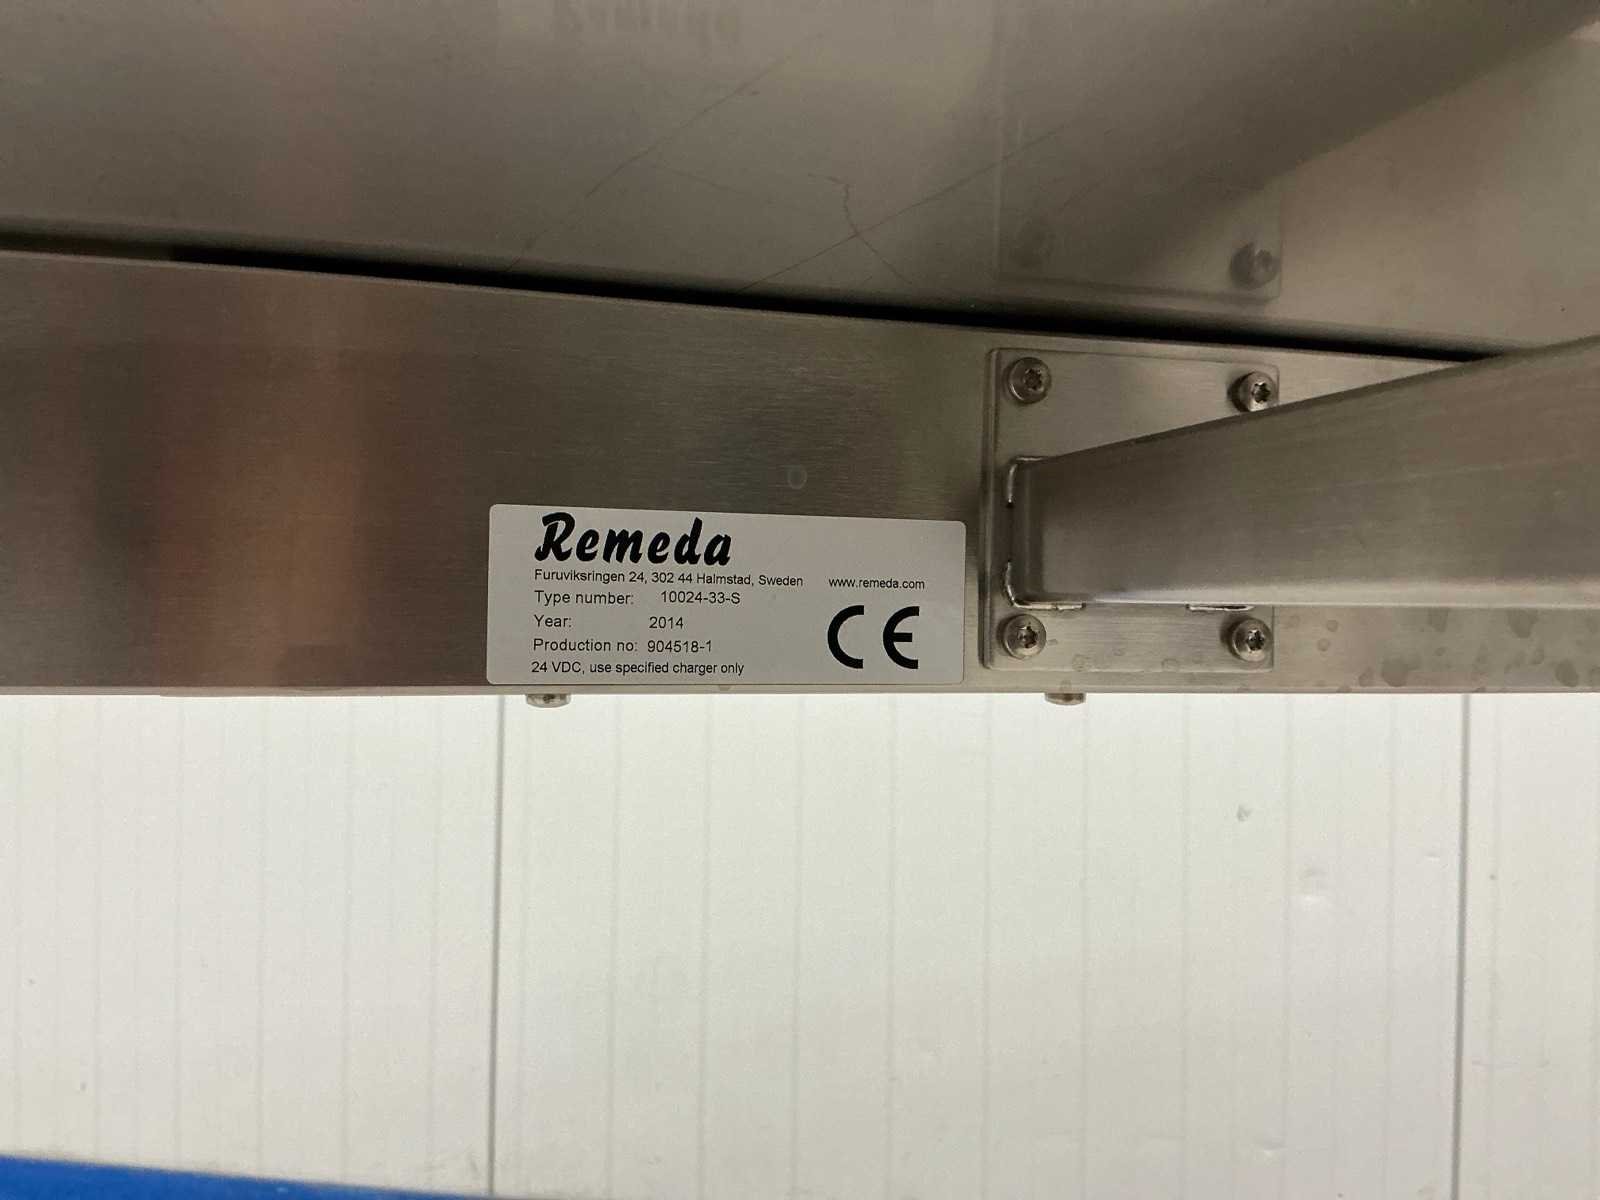 Remeda
Furuviksringen 24, 302 44 Halmstad, Sweden www.remeda.com
Type number: 10024-33-S
Year: 2014
Production no: 904518-1
24 VDC, use specified charger only
CE